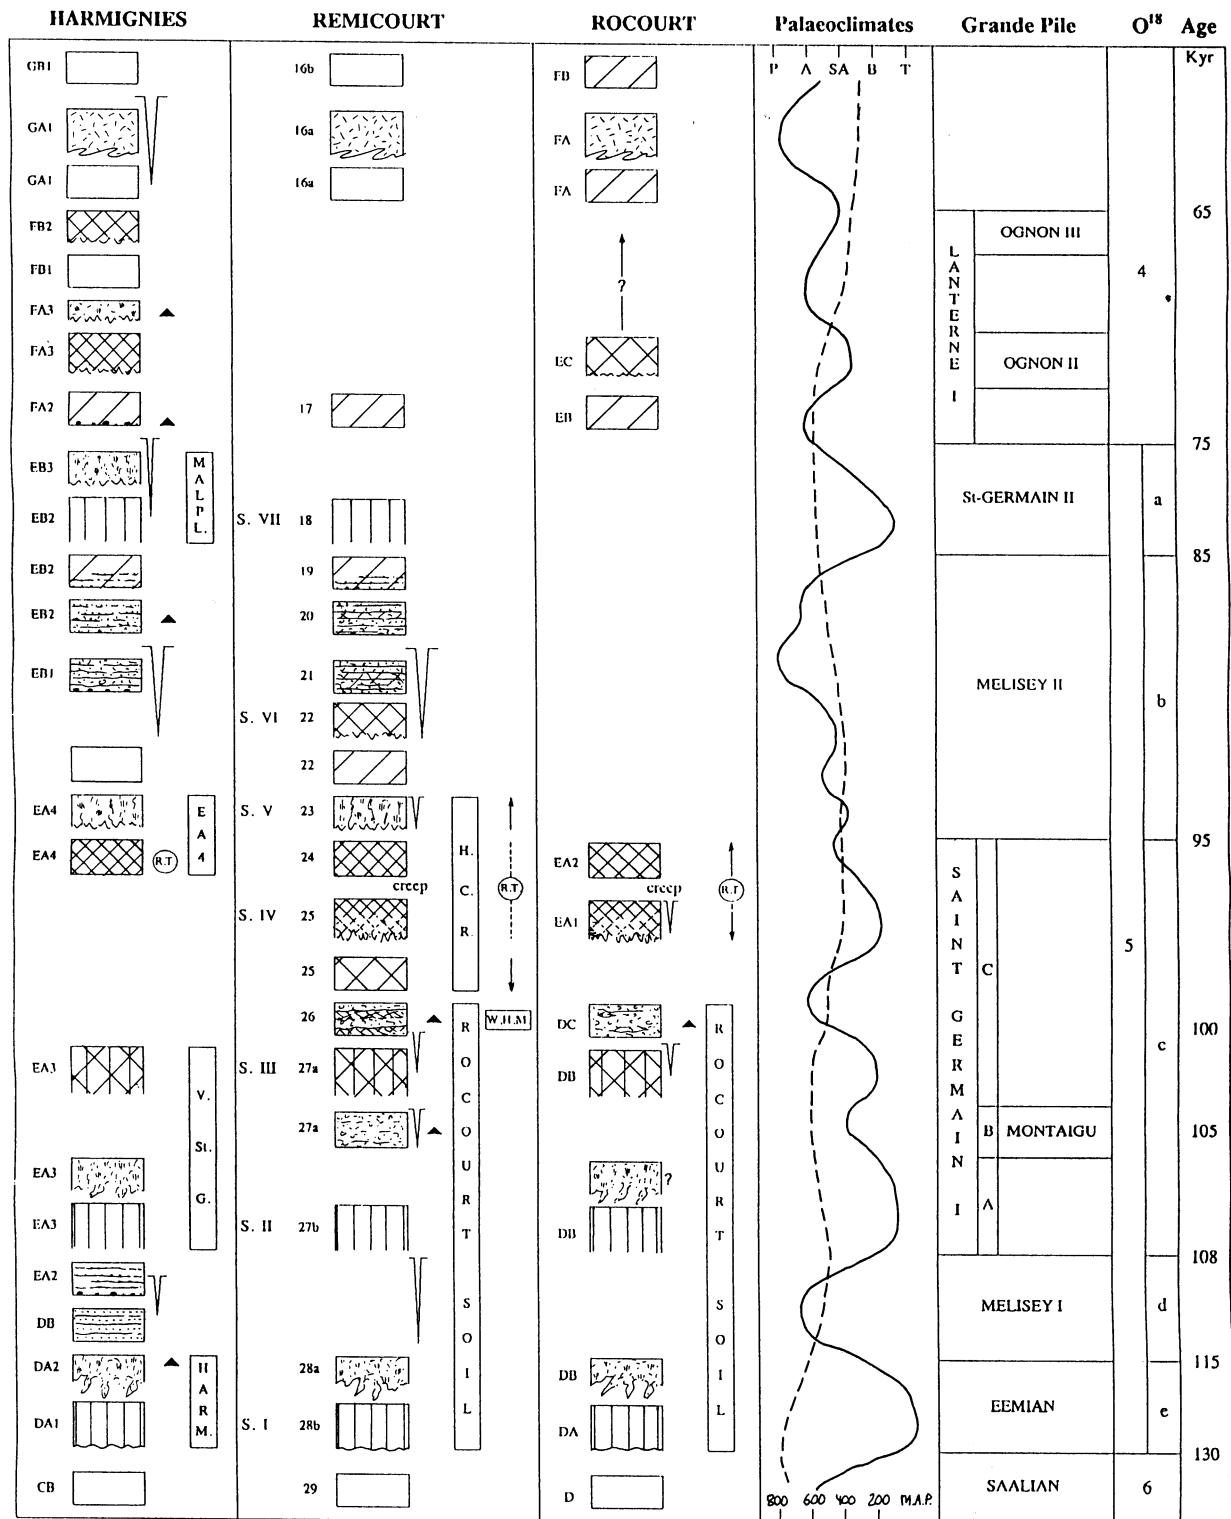 HARMIGNIES REMICOURT ROCOURT Palaeoclimates Grande Pile O18 Age
Kyr
P A SA B T
GB1 16b FB
GA1 16a FA
GA1 16a FA
FB2 65
OGNON III
FB1
LANTERNE I
4
?
FA3
FA3 EC OGNON II
FA2 17 EB
75
EB3
MALPL.
St-GERMAIN II a
EB2 S. VII 18
85
EB2 19
EB2 20
EB1 21 MELISEY II b
S. VI 22
22
EA4 S. V 23
EA4
H.C.R.
95
EA4 R.T 24 EA2
creep R.T. creep R.T
S. IV 25 EA1
SAINT GERMAIN I
5
25 C
26 W.H.M DC
ROCOURT SOIL
ROCOURT SOIL
100
c
EA3 S. III 27a DB
V. St. G.
27a B MONTAIGU 105
EA3 ?
EA3 S. II 27b DB A
108
EA2
DB MELISEY I d
DA2 28a DB 115
HARM.
DA1 S. I 28b DA EEMIAN e
130
CB 29 D SAALIAN 6
800 600 400 200 M.A.P.